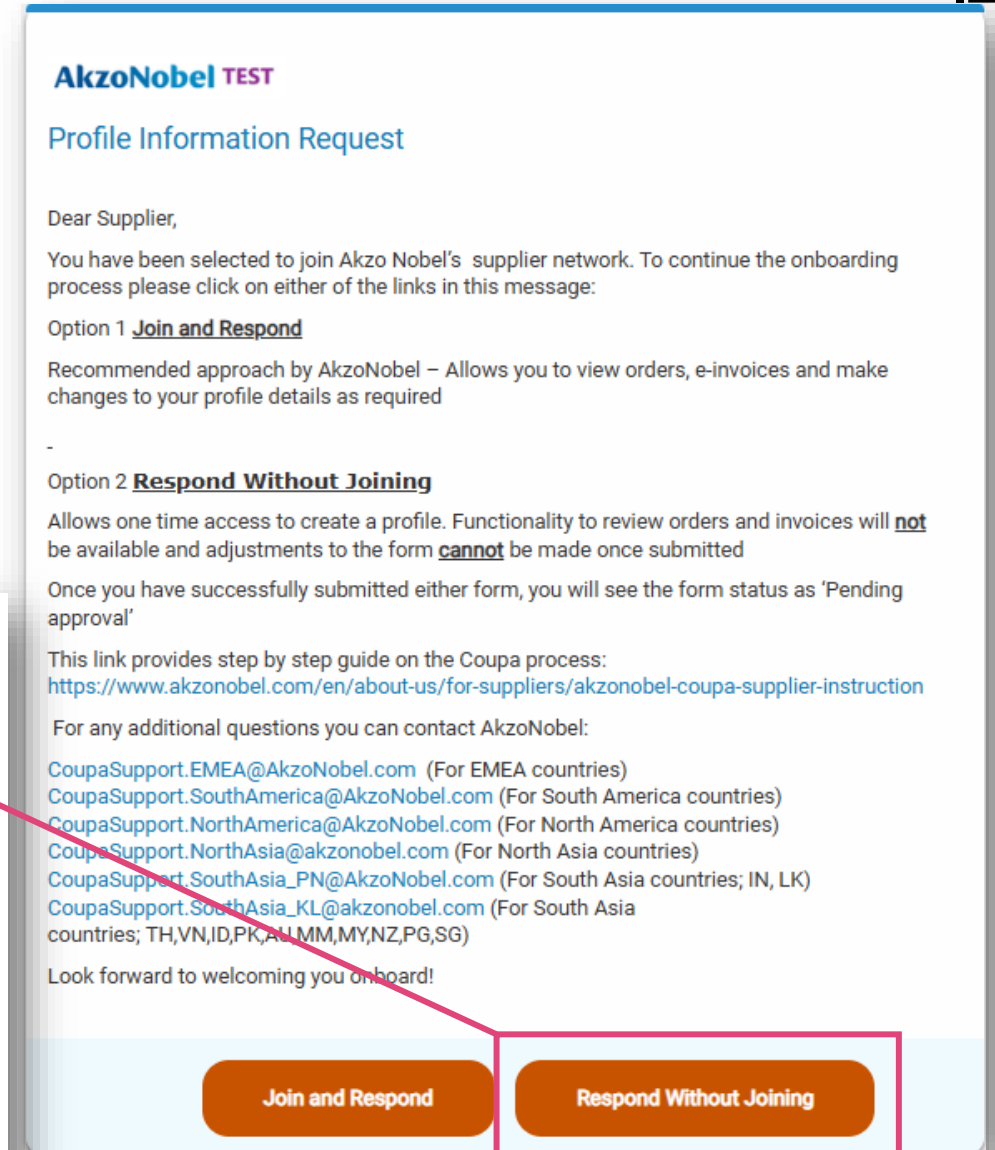 AkzoNobel TEST
Profile Information Request
Dear Supplier,
You have been selected to join Akzo Nobel's supplier network. To continue the onboarding
process please click on either of the links in this message:
Option 1 Join and Respond
Recommended approach by AkzoNobel – Allows you to view orders, e-invoices and make
changes to your profile details as required
-
Option 2 Respond Without Joining
Allows one time access to create a profile. Functionality to review orders and invoices will not
be available and adjustments to the form cannot be made once submitted
Once you have successfully submitted either form, you will see the form status as 'Pending
approval'
This link provides step by step guide on the Coupa process:
https://www.akzonobel.com/en/about-us/for-suppliers/akzonobel-coupa-supplier-instruction
For any additional questions you can contact AkzoNobel:
CoupaSupport.EMEA@AkzoNobel.com (For EMEA countries)
CoupaSupport.SouthAmerica@AkzoNobel.com (For South America countries)
CoupaSupport.NorthAmerica@AkzoNobel.com (For North America countries)
CoupaSupport.NorthAsia@akzonobel.com (For North Asia countries)
CoupaSupport.SouthAsia_PN@AkzoNobel.com (For South Asia countries; IN, LK)
CoupaSupport.SouthAsia_KL@akzonobel.com (For South Asia
countries; TH,VN,ID,PK,AU,MM,MY,NZ,PG,SG)
Look forward to welcoming you onboard!
Join and Respond
Respond Without Joining